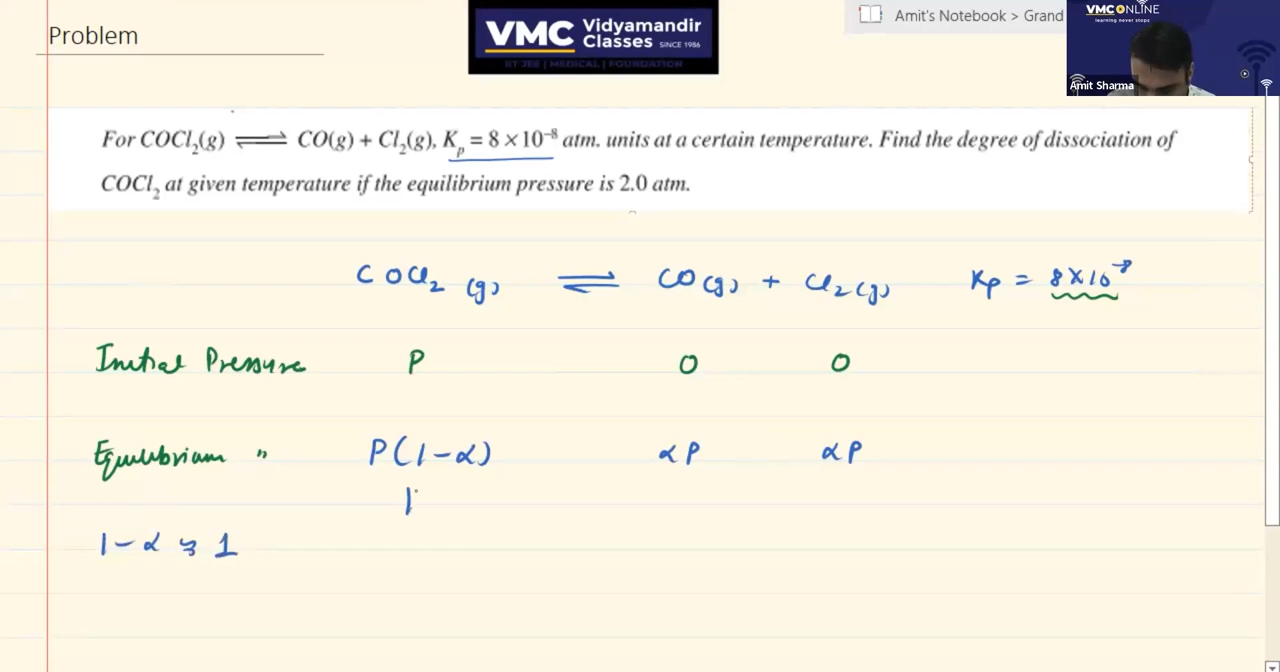 Problem
VMC Vidyamandir Classes SINCE 1986
IIT JEE | MEDICAL | FOUNDATION
Amit's Notebook > Grand
VMC ONLINE
learning never stops
Amit Sharma
For COCl₂(g) ⇌ CO(g) + Cl₂(g), Kₚ = 8 × 10⁻⁸ atm. units at a certain temperature. Find the degree of dissociation of
COCl₂ at given temperature if the equilibrium pressure is 2.0 atm.
COCl₂ (g) ⇌ CO(g) + Cl₂(g) Kp = 8×10⁻⁸
Initial Pressure P 0 0
Equilibrium " P(1-α) αP αP
1-α ≈ 1